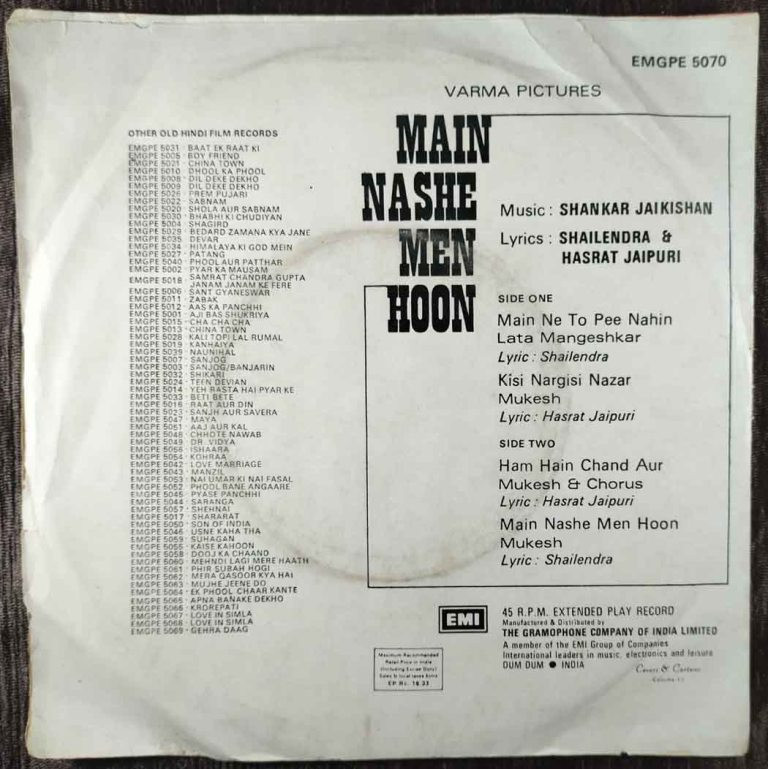 EMGPE 5070
VARMA PICTURES
MAIN
NASHE
MEN
HOON
Music : SHANKAR JAIKISHAN
Lyrics : SHAILENDRA &
HASRAT JAIPURI
SIDE ONE
Main Ne To Pee Nahin
Lata Mangeshkar
Lyric : Shailendra
Kisi Nargisi Nazar
Mukesh
Lyric : Hasrat Jaipuri
SIDE TWO
Ham Hain Chand Aur
Mukesh & Chorus
Lyric : Hasrat Jaipuri
Main Nashe Men Hoon
Mukesh
Lyric : Shailendra
OTHER OLD HINDI FILM RECORDS
EMGPE 5031 · BAAT EK RAAT KI
EMGPE 5005 · BOY FRIEND
EMGPE 5021 · CHINA TOWN
EMGPE 5010 · DHOOL KA PHOOL
EMGPE 5008 · DIL DEKE DEKHO
EMGPE 5009 · DIL DEKE DEKHO
EMGPE 5026 · PREM PUJARI
EMGPE 5022 · SABNAM
EMGPE 5020 · SHOLA AUR SABNAM
EMGPE 5030 · BHABHI KI CHUDIYAN
EMGPE 5004 · SHAGIRD
EMGPE 5029 · BEDARD ZAMANA KYA JANE
EMGPE 5035 · DEVAR
EMGPE 5034 · HIMALAYA KI GOD MEIN
EMGPE 5027 · PATANG
EMGPE 5040 · PHOOL AUR PATTHAR
EMGPE 5002 · PYAR KA MAUSAM
EMGPE 5018 · SAMRAT CHANDRA GUPTA
JANAM JANAM KE FERE
EMGPE 5006 · SANT GYANESWAR
EMGPE 5011 · ZABAK
EMGPE 5012 · AAS KA PANCHHI
EMGPE 5001 · AJI BAS SHUKRIYA
EMGPE 5015 · CHA CHA CHA
EMGPE 5013 · CHINA TOWN
EMGPE 5028 · KALI TOPI LAL RUMAL
EMGPE 5019 · KANHAIYA
EMGPE 5039 · NAUNIHAL
EMGPE 5007 · SANJOG
EMGPE 5003 · SANJOG/BANJARIN
EMGPE 5032 · SHIKARI
EMGPE 5024 · TEEN DEVIAN
EMGPE 5014 · YEH RASTA HAI PYAR KE
EMGPE 5033 · BETI BETE
EMGPE 5016 · RAAT AUR DIN
EMGPE 5023 · SANJH AUR SAVERA
EMGPE 5047 · MAYA
EMGPE 5051 · AAJ AUR KAL
EMGPE 5048 · CHHOTE NAWAB
EMGPE 5049 · DR. VIDYA
EMGPE 5056 · ISHAARA
EMGPE 5054 · KOHRAA
EMGPE 5042 · LOVE MARRIAGE
EMGPE 5043 · MANZIL
EMGPE 5053 · NAI UMAR KI NAI FASAL
EMGPE 5052 · PHOOL BANE ANGAARE
EMGPE 5045 · PYASE PANCHHI
EMGPE 5044 · SARANGA
EMGPE 5057 · SHEHNAI
EMGPE 5017 · SHARARAT
EMGPE 5050 · SON OF INDIA
EMGPE 5046 · USNE KAHA THA
EMGPE 5059 · SUHAGAN
EMGPE 5055 · KAISE KAHOON
EMGPE 5058 · DOOJ KA CHAAND
EMGPE 5060 · MEHNDI LAGI MERE HAATH
EMGPE 5061 · PHIR SUBAH HOGI
EMGPE 5062 · MERA QASOOR KYA HAI
EMGPE 5063 · MUJHE JEENE DO
EMGPE 5064 · EK PHOOL CHAAR KANTE
EMGPE 5065 · APNA BANAKE DEKHO
EMGPE 5066 · KROREPATI
EMGPE 5067 · LOVE IN SIMLA
EMGPE 5068 · LOVE IN SIMLA
EMGPE 5069 · GEHRA DAAG
Maximum Recommended
Retail Price in India
(Including Excise Duty)
Sales & local taxes Extra
EP Rs. 16.33
EMI
45 R.P.M. EXTENDED PLAY RECORD
Manufactured & Distributed by
THE GRAMOPHONE COMPANY OF INDIA LIMITED
A member of the EMI Group of Companies
International leaders in music, electronics and leisure
DUM DUM ● INDIA
Covers & Cartons